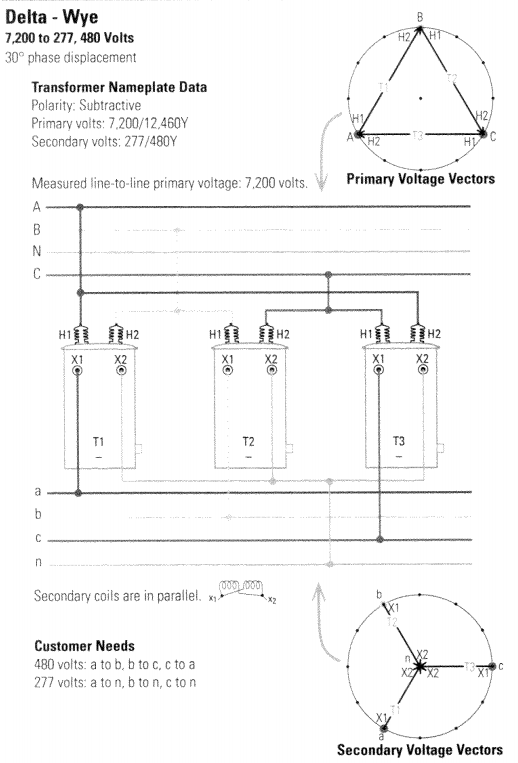 Delta - Wye
7,200 to 277, 480 Volts
30° phase displacement
Transformer Nameplate Data
Polarity: Subtractive
Primary volts: 7,200/12,460Y
Secondary volts: 277/480Y
B
H2 H1
T1 T2
H1 H2
A H2 T3 H1 C
Primary Voltage Vectors
Measured line-to-line primary voltage: 7,200 volts.
A
B
N
C
H1 H2 H1 H2 H1 H2
X1 X2 X1 X2 X1 X2
T1 T2 T3
a
b
c
n
Secondary coils are in parallel. X1 X2
Customer Needs
480 volts: a to b, b to c, c to a
277 volts: a to n, b to n, c to n
b
X1
T2
n X2
X2 X2 T3 X1 c
T1
X1
a
Secondary Voltage Vectors